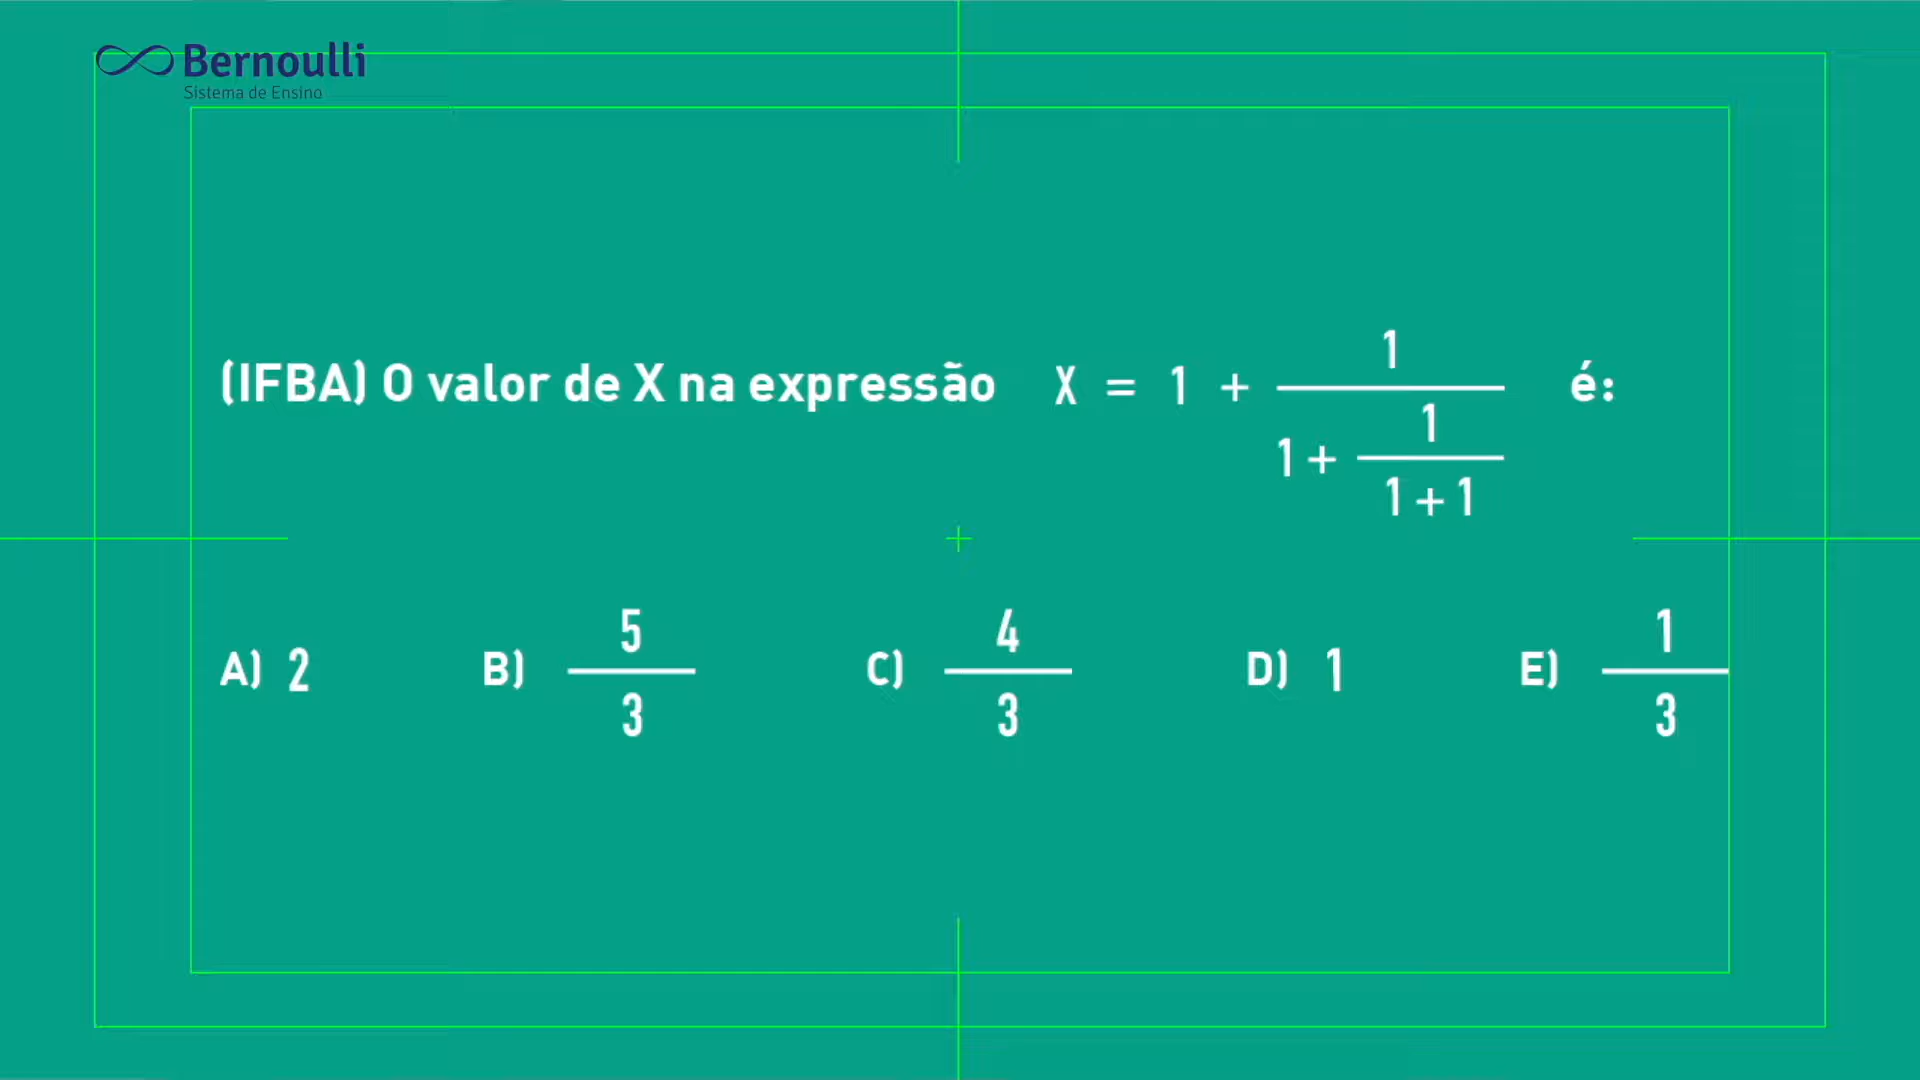 Bernoulli
Sistema de Ensino
(IFBA) O valor de X na expressão X = 1 + 1 é:
1
1 +
1 + 1
A) 2 B) 5 C) 4 D) 1 E) 1
3 3 3